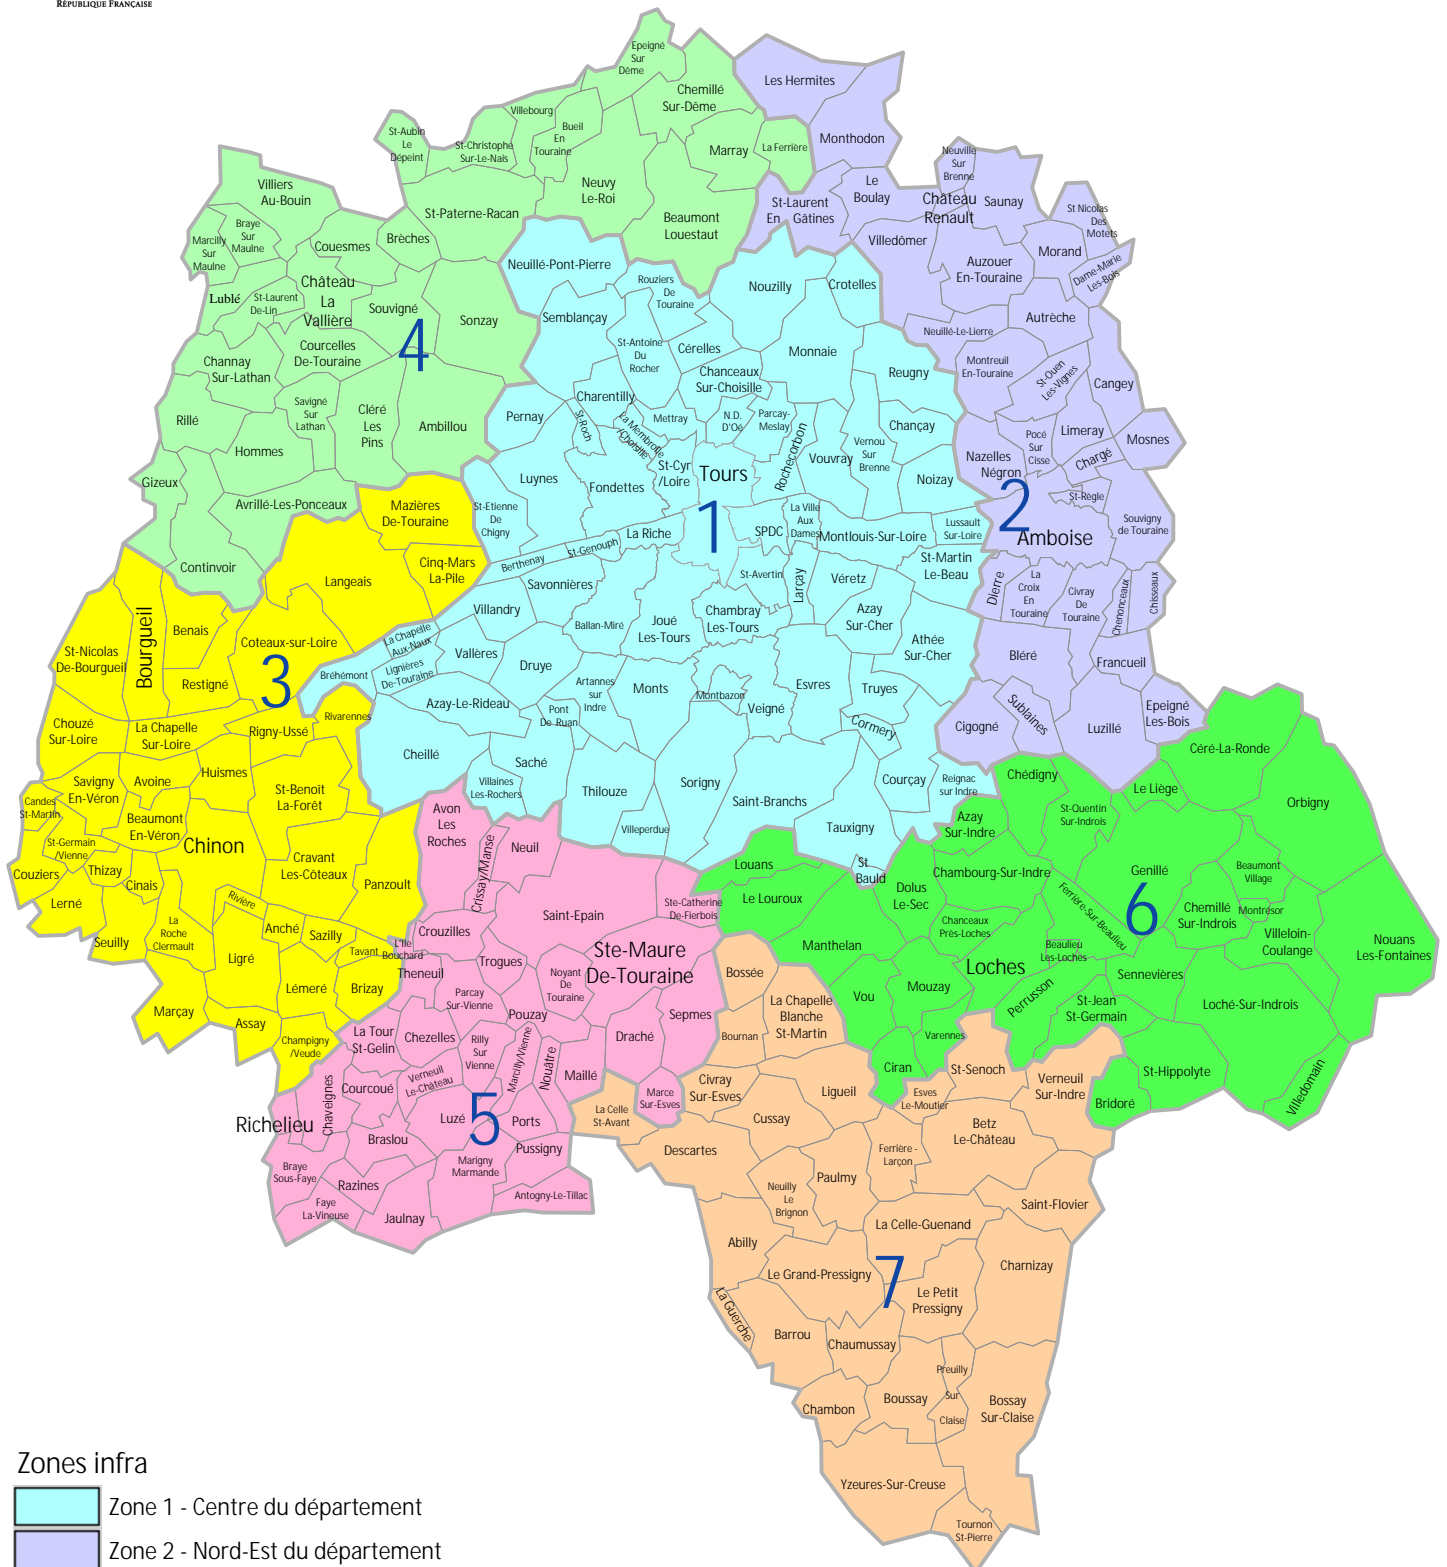 RÉPUBLIQUE FRANÇAISE
Epeigné
Sur
Dême
Les Hermites
Chemillé
Sur-Dême
Villebourg
Bueil
En
Touraine
St-Aubin
Le
Dépeint
St-Christophe
Sur-Le-Nais
Marray
La Ferrière
Monthodon
Neuville
Sur
Brenne
Villiers
Au-Bouin
Neuvy
Le-Roi
Le
Boulay
Château
Renault
Saunay
St-Laurent
En Gâtines
St Nicolas
Des
Motets
St-Paterne-Racan
Beaumont
Louestaut
Braye
Sur
Maulne
Marcilly
Sur
Maulne
Couesmes
Brèches
Villedômer
Morand
Auzouer
En-Touraine
Dame-Marie
Les-Bois
Neuillé-Pont-Pierre
Rouziers
De
Touraine
Nouzilly
Crotelles
Château
La
Vallière
Lublé
St-Laurent
De-Lin
Souvigné
Sonzay
Semblançay
Autrèche
Neuillé-Le-Lierre
4
Courcelles
De-Touraine
St-Antoine
Du
Rocher
Cérelles
Monnaie
Channay
Sur-Lathan
Chanceaux
Sur-Choisille
Reugny
Montreuil
En-Touraine
St-Ouen
Les-Vignes
Cangey
Charentilly
Savigné
Sur
Lathan
Cléré
Les
Pins
Rillé
Ambillou
Pernay
St-Roch
La Membrolle
/Choisille
Mettray
N.D.
D'Oé
Parcay-
Meslay
Rochecorbon
Vouvray
Vernou
Sur
Brenne
Chançay
Limeray
Pocé
Sur
Cisse
Mosnes
Hommes
Chargé
Nazelles
Négron
Luynes
Fondettes
St-Cyr
/Loire
Tours
Noizay
Gizeux
Avrillé-Les-Ponceaux
Mazières
De-Touraine
St-Etienne
De
Chigny
St-Règle
2
1
La Ville
Aux
Dames
Lussault
Sur-Loire
Souvigny
de Touraine
La Riche
SPDC
Montlouis-Sur-Loire
Amboise
St-Genouph
Berthenay
Cinq-Mars
La-Pile
Continvoir
Langeais
Savonnières
St-Avertin
Larçay
Véretz
St-Martin
Le-Beau
Dierre
La
Croix
En
Touraine
Civray
De
Touraine
Chenonceaux
Chisseaux
Villandry
Ballan-Miré
Joué
Les-Tours
Chambray
Les-Tours
Azay
Sur-Cher
Bourgueil
Benais
Coteaux-sur-Loire
La Chapelle
Aux-Naux
Athée
Sur-Cher
St-Nicolas
De-Bourgueil
Vallères
Druye
Bléré
Francueil
Restigné
3
Bréhémont
Lignières
De-Touraine
Artannes
sur
Indre
Monts
Montbazon
Esvres
Truyes
Azay-Le-Rideau
Pont
De Ruan
Veigné
Sublaines
Epeigné
Les-Bois
Chouzé
Sur-Loire
La Chapelle
Sur-Loire
Rigny-Ussé
Rivarennes
Cormery
Cigogné
Luzillé
Cheillé
Saché
Céré-La-Ronde
Huismes
Savigny
En-Véron
Avoine
St-Benoît
La-Forêt
Villaines
Les-Rochers
Thilouze
Sorigny
Courçay
Reignac
sur Indre
Chédigny
Le Liège
Orbigny
Candes
St-Martin
Beaumont
En-Véron
Avon
Les
Roches
Saint-Branchs
St-Quentin
Sur-Indrois
Azay
Sur-Indre
Villeperdue
Tauxigny
St-Germain
/Vienne
Chinon
Neuil
Crissay/Manse
Cravant
Les-Côteaux
Louans
St
Bauld
Couziers
Thizay
Cinais
Panzoult
Chambourg-Sur-Indre
Genillé
Beaumont
Village
Dolus
Le-Sec
Le Louroux
Lerné
Rivière
Ste-Catherine
De-Fierbois
Saint-Epain
Ferrière-Sur-Beaulieu
6
Chemillé
Sur-Indrois
Montrésor
La
Roche
Clermault
Anché
Sazilly
Crouzilles
Chanceaux
Près-Loches
Seuilly
Tavant
L'Ile
Bouchard
Manthelan
Beaulieu
Les-Loches
Villeloin-
Coulange
Nouans
Les-Fontaines
Ste-Maure
De-Touraine
Ligré
Theneuil
Trogues
Noyant
De
Touraine
Bossée
Loches
Sennevières
Lémeré
Brizay
Parcay
Sur-Vienne
Vou
Mouzay
Perrusson
Loché-Sur-Indrois
St-Jean
St-Germain
La Chapelle
Blanche
St-Martin
Marçay
Assay
Pouzay
Sepmes
Champigny
/Veude
La Tour
St-Gelin
Chezelles
Rilly
Sur
Vienne
Marcilly/Vienne
Nouâtre
Draché
Bournan
Varennes
Ciran
St-Senoch
St-Hippolyte
Verneuil
Sur-Indre
Villedomain
Maillé
Courcoué
Verneuil
Le-Château
Civray
Sur-Esves
Ligueil
Esves
Le-Moutier
Bridoré
Marce
Sur-Esves
Chaveignes
Richelieu
Luzé
5
Ports
La Celle
St-Avant
Cussay
Betz
Le-Château
Braslou
Pussigny
Descartes
Ferrière -
Larçon
Marigny
Marmande
Braye
Sous-Faye
Razines
Paulmy
Neuilly
Le
Brignon
Antogny-Le-Tillac
Faye
La-Vineuse
Saint-Flovier
Jaulnay
La Celle-Guenand
Abilly
Charnizay
Le Grand-Pressigny
7
Le Petit
Pressigny
La Guerche
Barrou
Chaumussay
Preuilly
Sur
Claise
Chambon
Boussay
Bossay
Sur-Claise
Zones infra
Yzeures-Sur-Creuse
Zone 1 - Centre du département
Tournon
St-Pierre
Zone 2 - Nord-Est du département